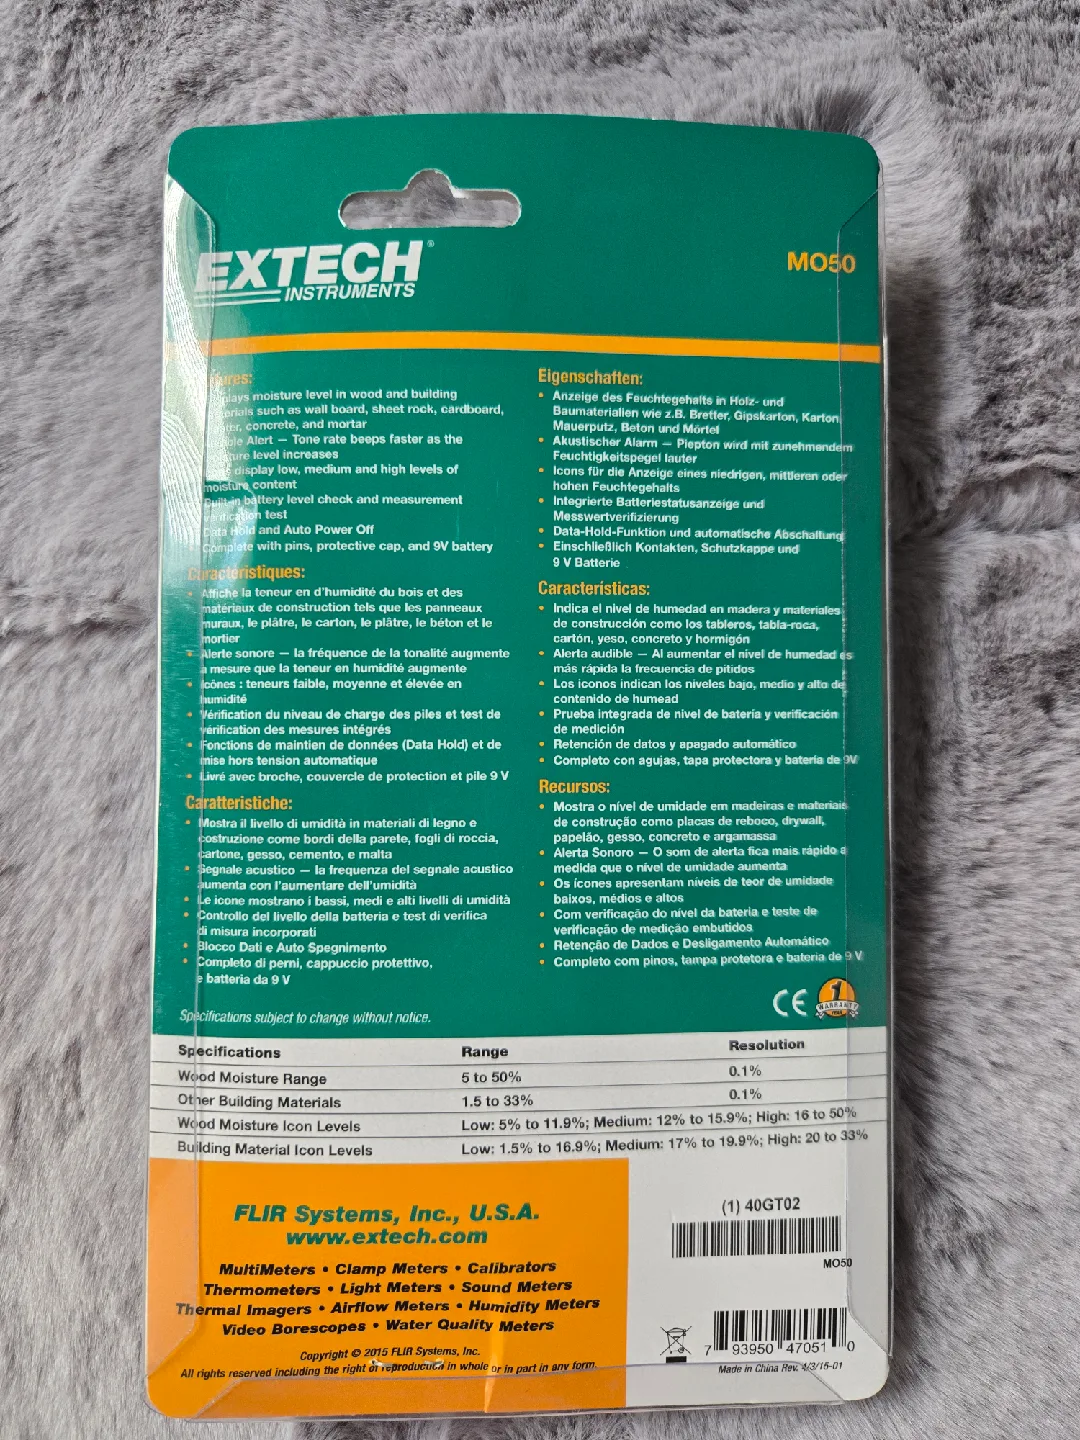 EXTECH®
INSTRUMENTS
MO50
moisture level in wood and building
such as wall board, sheet rock, cardboard,
concrete, and mortar
Alert — Tone rate beeps faster as the
level increases
display low, medium and high levels of
moisture content
Built-in battery level check and measurement
verification test
Data Hold and Auto Power Off
Complete with pins, protective cap, and 9V battery
Caractéristiques:
• Affiche la teneur en d'humidité du bois et des
matériaux de construction tels que les panneaux
muraux, le plâtre, le carton, le plâtre, le béton et le
mortier
• Alerte sonore — la fréquence de la tonalité augmente
a mesure que la teneur en humidité augmente
• Icônes : teneurs faible, moyenne et élevée en
humidité
• Vérification du niveau de charge des piles et test de
vérification des mesures intégrés
• Fonctions de maintien de données (Data Hold) et de
mise hors tension automatique
• Livré avec broche, couvercle de protection et pile 9 V
Caratteristiche:
• Mostra il livello di umidità in materiali di legno e
costruzione come bordi della parete, fogli di roccia,
cartone, gesso, cemento, e malta
• Segnale acustico — la frequenza del segnale acustico
aumenta con l'aumentare dell'umidità
• Le icone mostrano i bassi, medi e alti livelli di umidità
• Controllo del livello della batteria e test di verifica
di misura incorporati
• Blocco Dati e Auto Spegnimento
• Completo di perni, cappuccio protettivo,
e batteria da 9 V
Eigenschaften:
• Anzeige des Feuchtegehalts in Holz- und
Baumaterialien wie z.B. Bretter, Gipskarton, Karton,
Mauerputz, Beton und Mörtel
• Akustischer Alarm — Piepton wird mit zunehmendem
Feuchtigkeitspegel lauter
• Icons für die Anzeige eines niedrigen, mittleren oder
hohen Feuchtegehalts
• Integrierte Batteriestatusanzeige und
Messwertverifizierung
• Data-Hold-Funktion und automatische Abschaltung
• Einschließlich Kontakten, Schutzkappe und
9 V Batterie
Características:
• Indica el nivel de humedad en madera y materiales
de construcción como los tableros, tabla-roca,
cartón, yeso, concreto y hormigón
• Alerta audible — Al aumentar el nivel de humedad es
más rápida la frecuencia de pitidos
• Los iconos indican los niveles bajo, medio y alto de
contenido de humead
• Prueba integrada de nivel de batería y verificación
de medición
• Retención de datos y apagado automático
• Completo con agujas, tapa protectora y batería de 9V
Recursos:
• Mostra o nível de umidade em madeiras e materiais
de construção como placas de reboco, drywall,
papelão, gesso, concreto e argamassa
• Alerta Sonoro — O som de alerta fica mais rápido a
medida que o nível de umidade aumenta
• Os ícones apresentam níveis de teor de umidade
baixos, médios e altos
• Com verificação do nível da bateria e teste de
verificação de medição embutidos
• Retenção de Dados e Desligamento Automático
• Completo com pinos, tampa protetora e bateria de 9 V
CE
1
WARRANTY
Specifications subject to change without notice.
Specifications Range Resolution
Wood Moisture Range 5 to 50% 0.1%
Other Building Materials 1.5 to 33% 0.1%
Wood Moisture Icon Levels Low: 5% to 11.9%; Medium: 12% to 15.9%; High: 16 to 50%
Building Material Icon Levels Low: 1.5% to 16.9%; Medium: 17% to 19.9%; High: 20 to 33%
FLIR Systems, Inc., U.S.A.
www.extech.com
MultiMeters • Clamp Meters • Calibrators
Thermometers • Light Meters • Sound Meters
Thermal Imagers • Airflow Meters • Humidity Meters
Video Borescopes • Water Quality Meters
Copyright © 2015 FLIR Systems, Inc.
All rights reserved including the right of reproduction in whole or in part in any form.
(1) 40GT02
MO50
7 93950 47051 0
Made in China Rev. 4/3/15-01